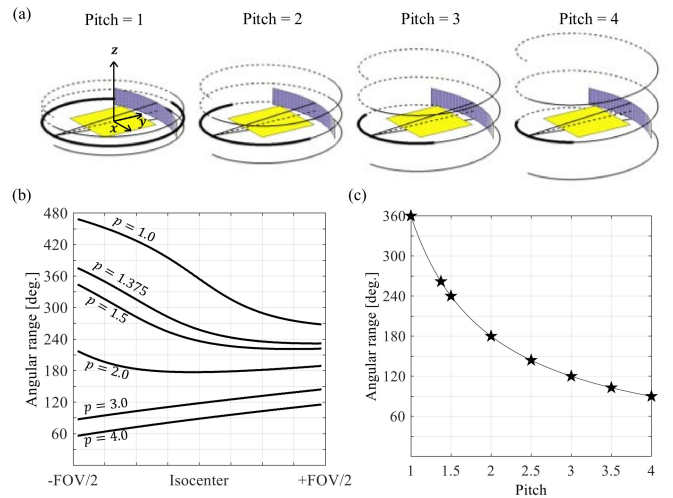 (a)
Pitch = 1
Pitch = 2
Pitch = 3
Pitch = 4
z
x
y
(b)
480
420
360
300
240
180
120
60
Angular range [deg.]
p = 1.0
p = 1.375
p = 1.5
p = 2.0
p = 3.0
p = 4.0
-FOV/2
Isocenter
+FOV/2
(c)
360
300
240
180
120
60
Angular range [deg.]
1
1.5
2
2.5
3
3.5
4
Pitch